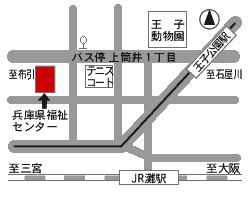 王子
動物園
王子公園駅
バス停 上筒井1丁目
至布引
テニス
コート
至石屋川
兵庫県福祉
センター
至三宮
至大阪
JR灘駅